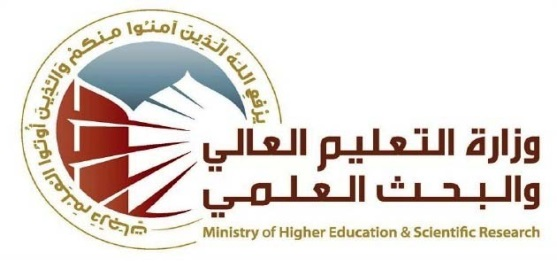 يرفع الله الذين آمنوا منكم والذين أوتوا العلم درجات
وزارة التعليم العالي
والبحث العلمي
Ministry of Higher Education & Scientific Research